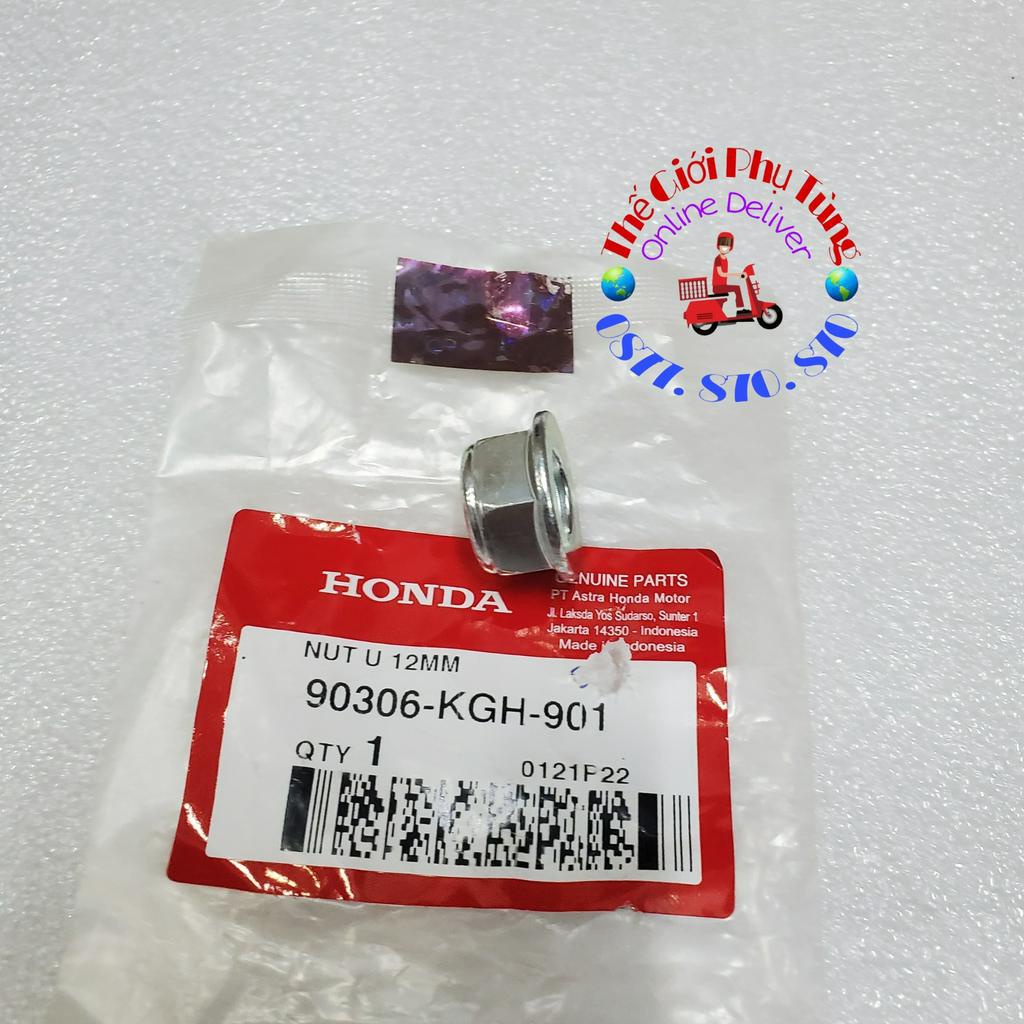 Thế Giới Phụ Tùng
Online Deliver
0877. 870. 870
HONDA
GENUINE PARTS
PT Astra Honda Motor
Jl. Laksda Yos Sudarso, Sunter 1
Jakarta 14350 - Indonesia
Made in Indonesia
NUT U 12MM
90306-KGH-901
QTY 1
0121P22